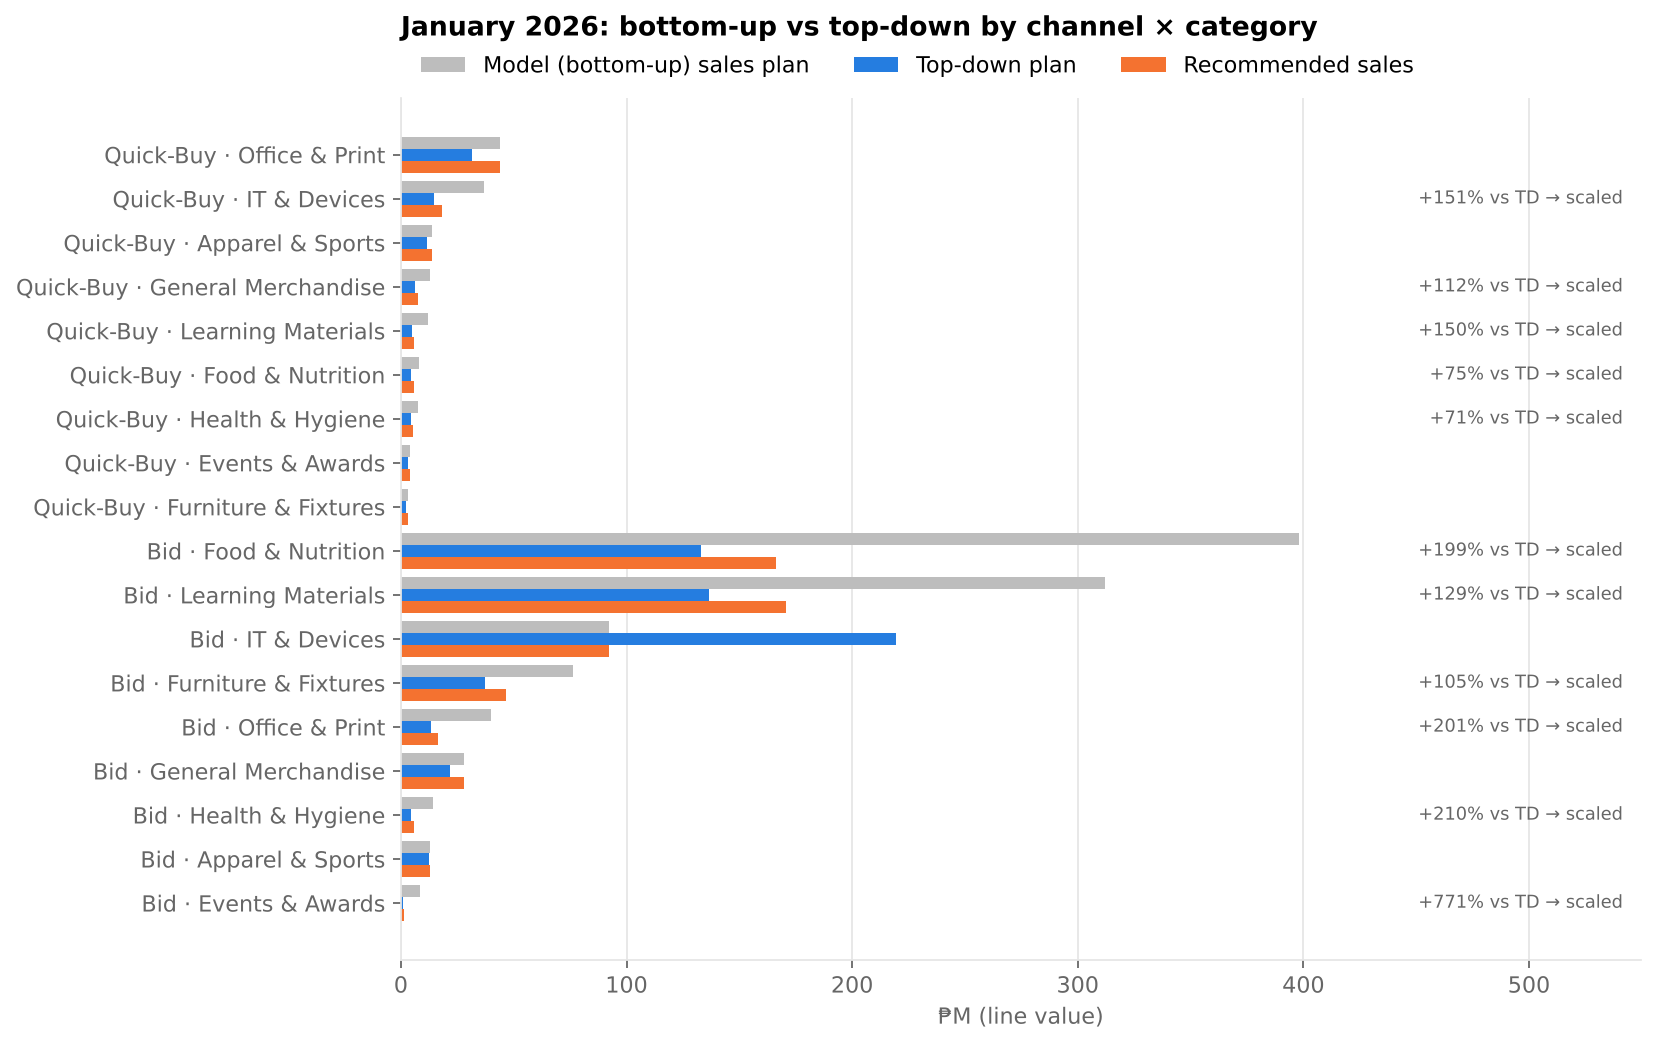 January 2026: bottom-up vs top-down by channel × category
Model (bottom-up) sales plan Top-down plan Recommended sales
Quick-Buy · Office & Print
Quick-Buy · IT & Devices +151% vs TD → scaled
Quick-Buy · Apparel & Sports
Quick-Buy · General Merchandise +112% vs TD → scaled
Quick-Buy · Learning Materials +150% vs TD → scaled
Quick-Buy · Food & Nutrition +75% vs TD → scaled
Quick-Buy · Health & Hygiene +71% vs TD → scaled
Quick-Buy · Events & Awards
Quick-Buy · Furniture & Fixtures
Bid · Food & Nutrition +199% vs TD → scaled
Bid · Learning Materials +129% vs TD → scaled
Bid · IT & Devices
Bid · Furniture & Fixtures +105% vs TD → scaled
Bid · Office & Print +201% vs TD → scaled
Bid · General Merchandise
Bid · Health & Hygiene +210% vs TD → scaled
Bid · Apparel & Sports
Bid · Events & Awards +771% vs TD → scaled
0 100 200 300 400 500
₱M (line value)